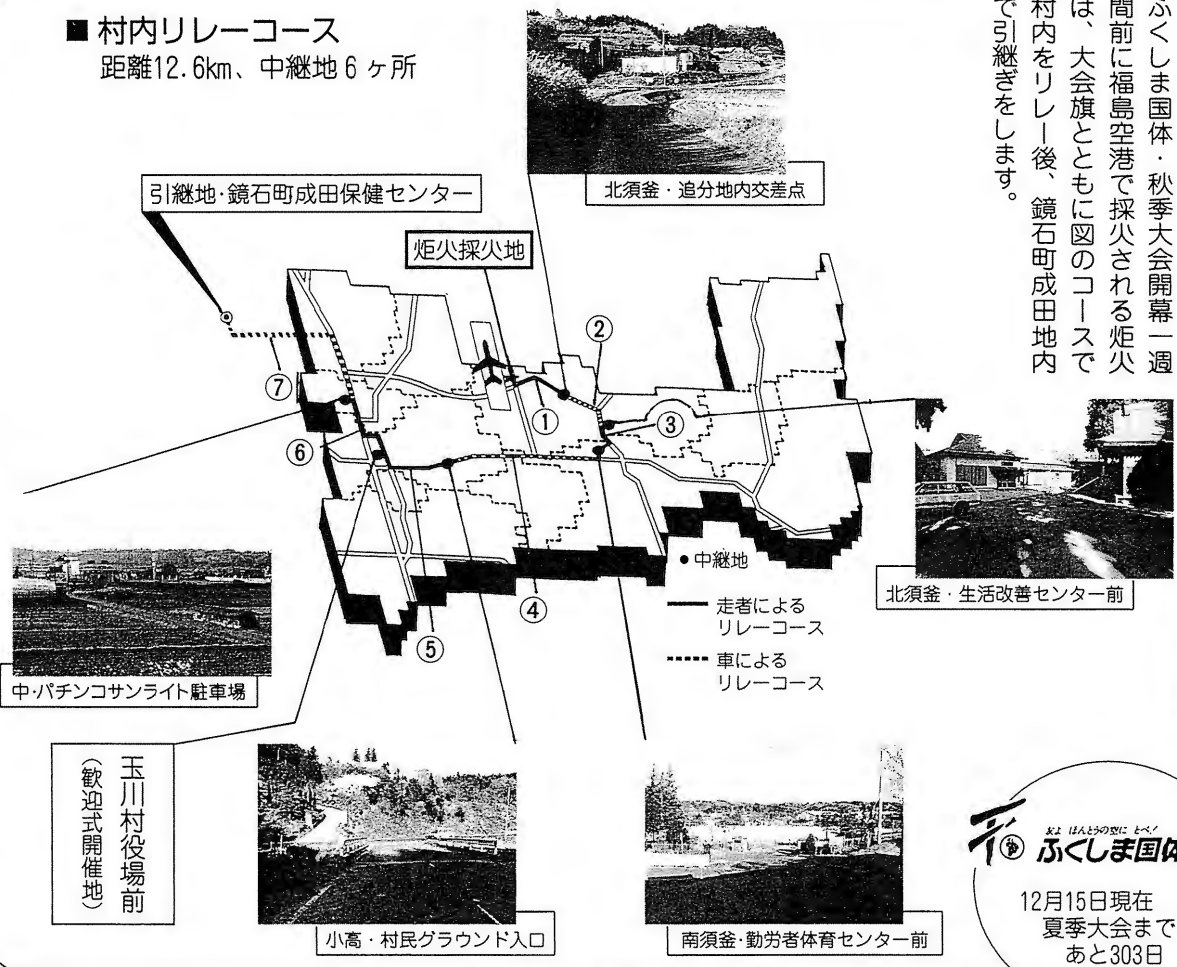 ■ 村内リレーコース
距離12.6km、中継地６ヶ所
ふくしま国体・秋季大会開幕一週
間前に福島空港で採火される炬火
は、大会旗とともに図のコースで
村内をリレー後、鏡石町成田地内
で引継ぎをします。
北須釜・追分地内交差点
引継地・鏡石町成田保健センター
炬火採火地
②
⑦
①
③
⑥
北須釜・生活改善センター前
●中継地
走者による
リレーコース
車による
リレーコース
④
⑤
中・パチンコサンライト駐車場
玉川村役場前
（歓迎式開催地）
小高・村民グラウンド入口
南須釜・勤労者体育センター前
友よ ほんとうの空に とべ！
ふくしま国体
12月15日現在
夏季大会まで
あと303日